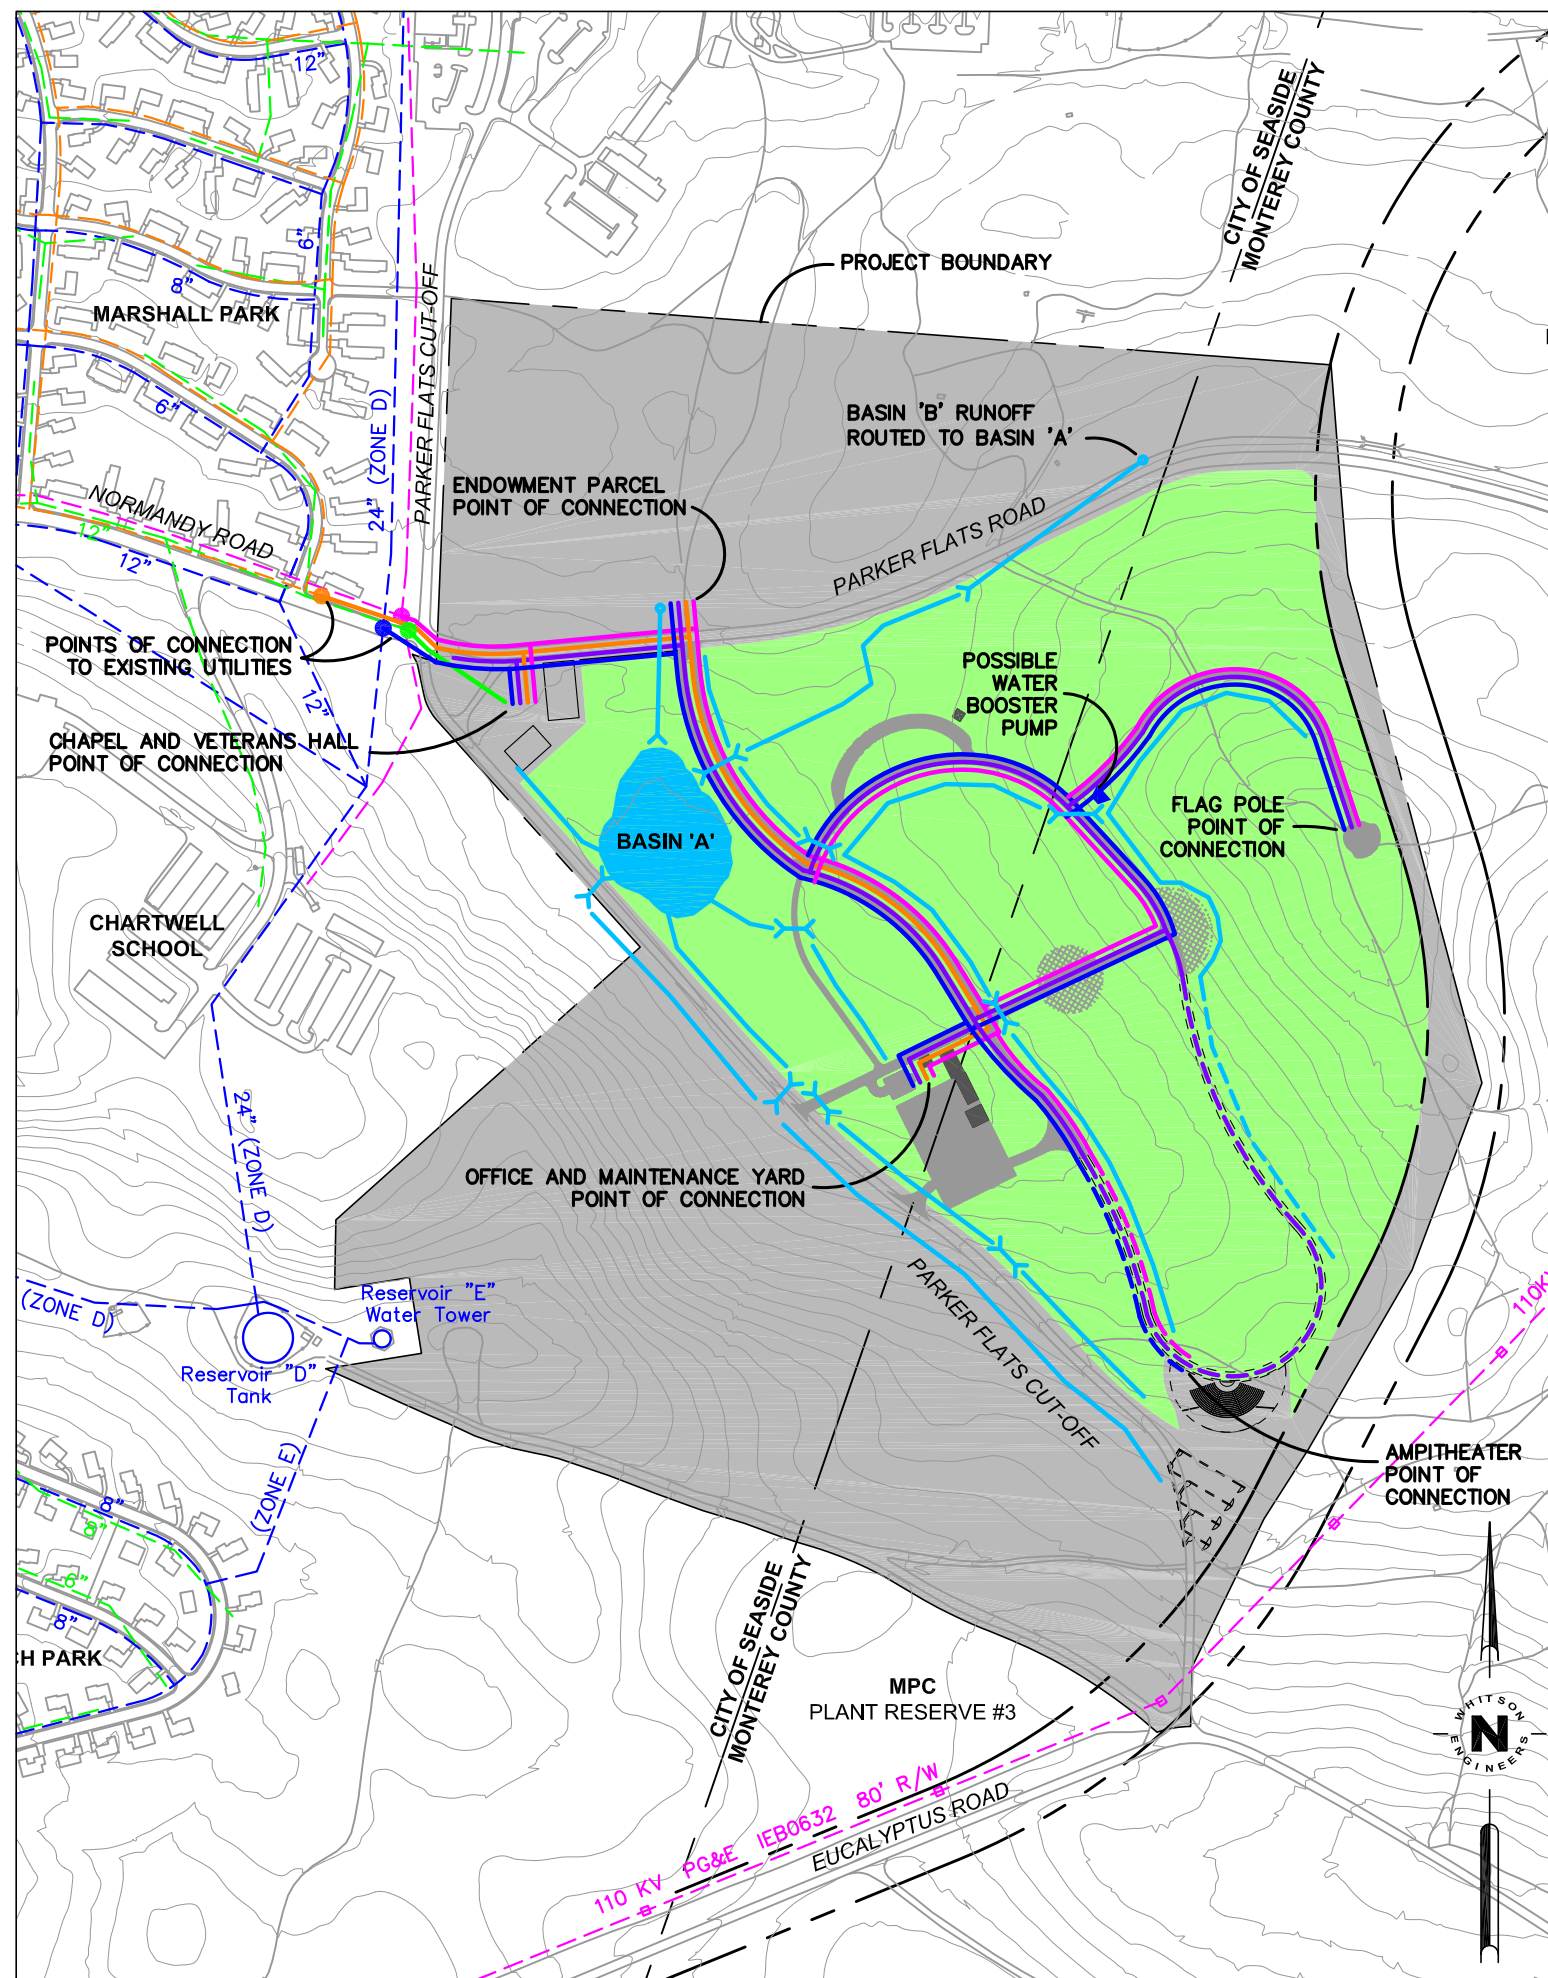 12"
CITY OF SEASIDE
MONTEREY COUNTY
6"
PROJECT BOUNDARY
8"
MARSHALL PARK
PARKER FLATS CUT-OFF
24" (ZONE D)
6"
BASIN 'B' RUNOFF
ROUTED TO BASIN 'A'
ENDOWMENT PARCEL
POINT OF CONNECTION
NORMANDY ROAD
12"
12"
PARKER FLATS ROAD
POINTS OF CONNECTION
TO EXISTING UTILITIES
POSSIBLE
WATER
BOOSTER
PUMP
12"
CHAPEL AND VETERANS HALL
POINT OF CONNECTION
FLAG POLE
POINT OF
CONNECTION
BASIN 'A'
CHARTWELL
SCHOOL
24" (ZONE D)
OFFICE AND MAINTENANCE YARD
POINT OF CONNECTION
PARKER FLATS CUT-OFF
(ZONE D)
Reservoir "E"
Water Tower
Reservoir "D"
Tank
110K
(ZONE E)
AMPITHEATER
POINT OF
CONNECTION
8"
8"
6"
8"
CH PARK
CITY OF SEASIDE
MONTEREY COUNTY
MPC
PLANT RESERVE #3
WHITSON
N
ENGINEERS
110 KV PG&E IEB0632 80' R/W
EUCALYPTUS ROAD